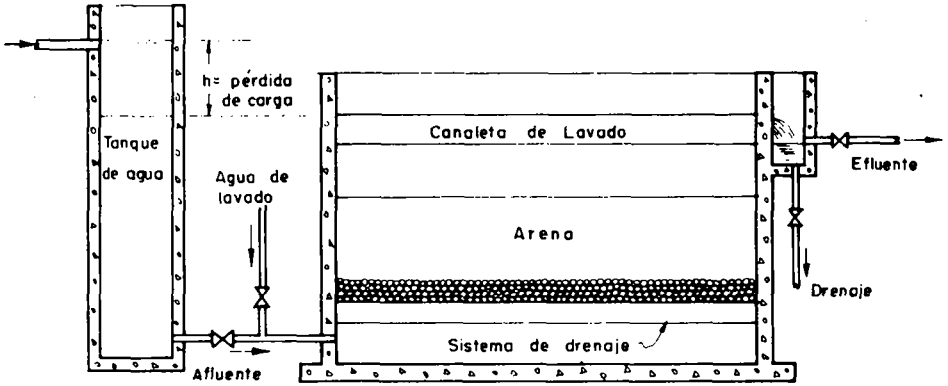 h= pérdida
de carga
Tanque
de agua
Agua de
lavado
Afluente
Canaleta de Lavado
Arena
Sistema de drenaje
Efluente
Drenaje